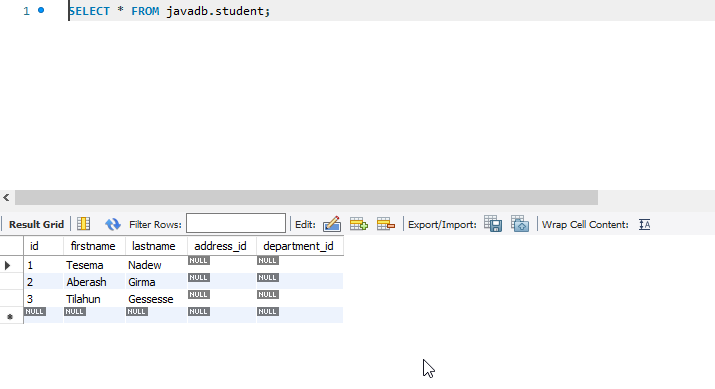 1 SELECT * FROM javadb.student;
Result Grid Filter Rows: Edit: Export/Import: Wrap Cell Content: IA
id firstname lastname address_id department_id
1 Tesema Nadew NULL NULL
2 Aberash Girma NULL NULL
3 Tilahun Gessesse NULL NULL
NULL NULL NULL NULL NULL